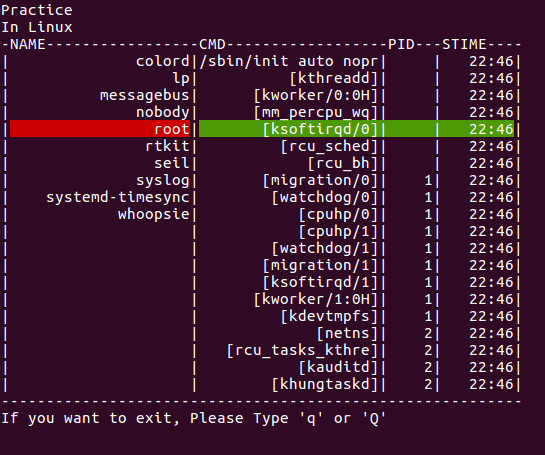 Practice
In Linux
-NAME-----------------CMD------------------PID---STIME----
|              colord|/sbin/init auto nopr|     |   22:46|
|                  lp|          [kthreadd]|     |   22:46|
|          messagebus|      [kworker/0:0H]|     |   22:46|
|              nobody|      [mm_percpu_wq]|     |   22:46|
|                root|       [ksoftirqd/0]|     |   22:46|
|               rtkit|         [rcu_sched]|     |   22:46|
|                seil|            [rcu_bh]|     |   22:46|
|              syslog|       [migration/0]|    1|   22:46|
|    systemd-timesync|        [watchdog/0]|    1|   22:46|
|            whoopsie|           [cpuhp/0]|    1|   22:46|
|                    |           [cpuhp/1]|    1|   22:46|
|                    |        [watchdog/1]|    1|   22:46|
|                    |       [migration/1]|    1|   22:46|
|                    |       [ksoftirqd/1]|    1|   22:46|
|                    |      [kworker/1:0H]|    1|   22:46|
|                    |         [kdevtmpfs]|    1|   22:46|
|                    |             [netns]|    2|   22:46|
|                    |   [rcu_tasks_kthre]|    2|   22:46|
|                    |           [kauditd]|    2|   22:46|
|                    |        [khungtaskd]|    2|   22:46|
----------------------------------------------------------
If you want to exit, Please Type 'q' or 'Q'